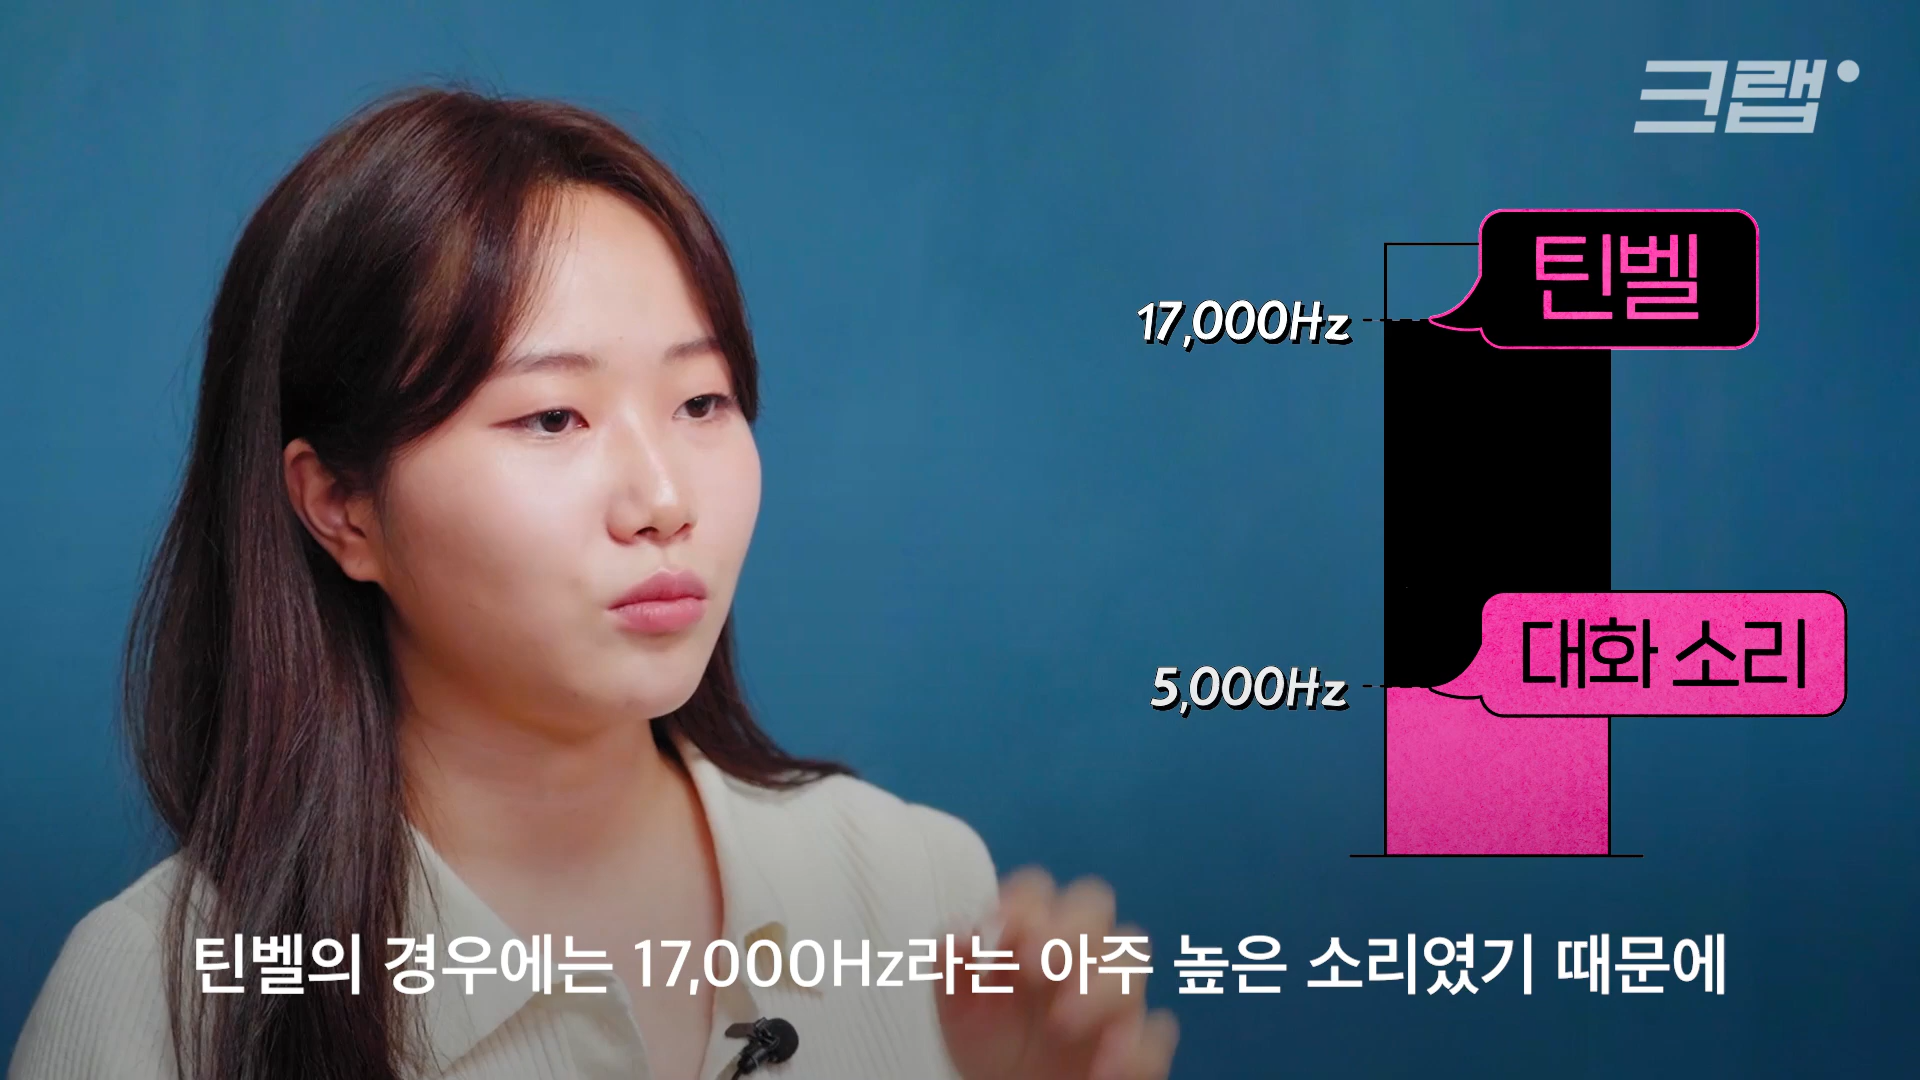 크랩
틴벨
17,000Hz
대화 소리
5,000Hz
틴벨의 경우에는 17,000Hz라는 아주 높은 소리였기 때문에